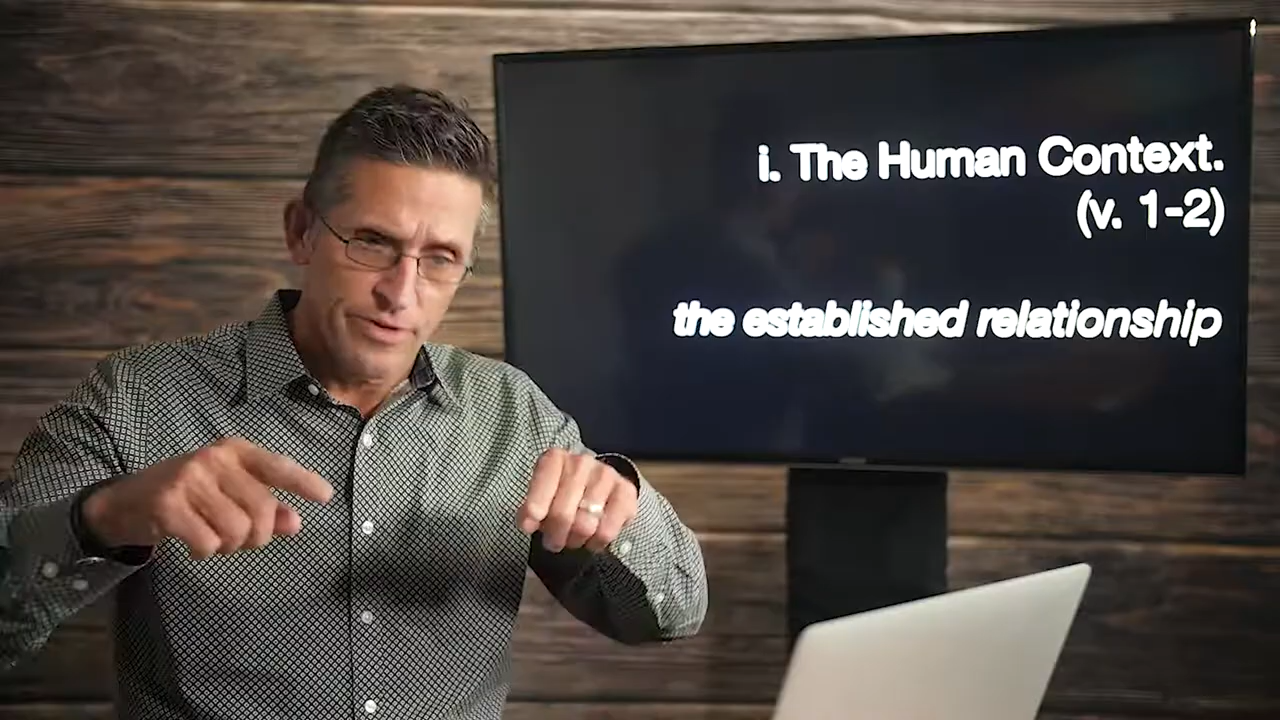 i. The Human Context.
(v. 1-2)
the established relationship